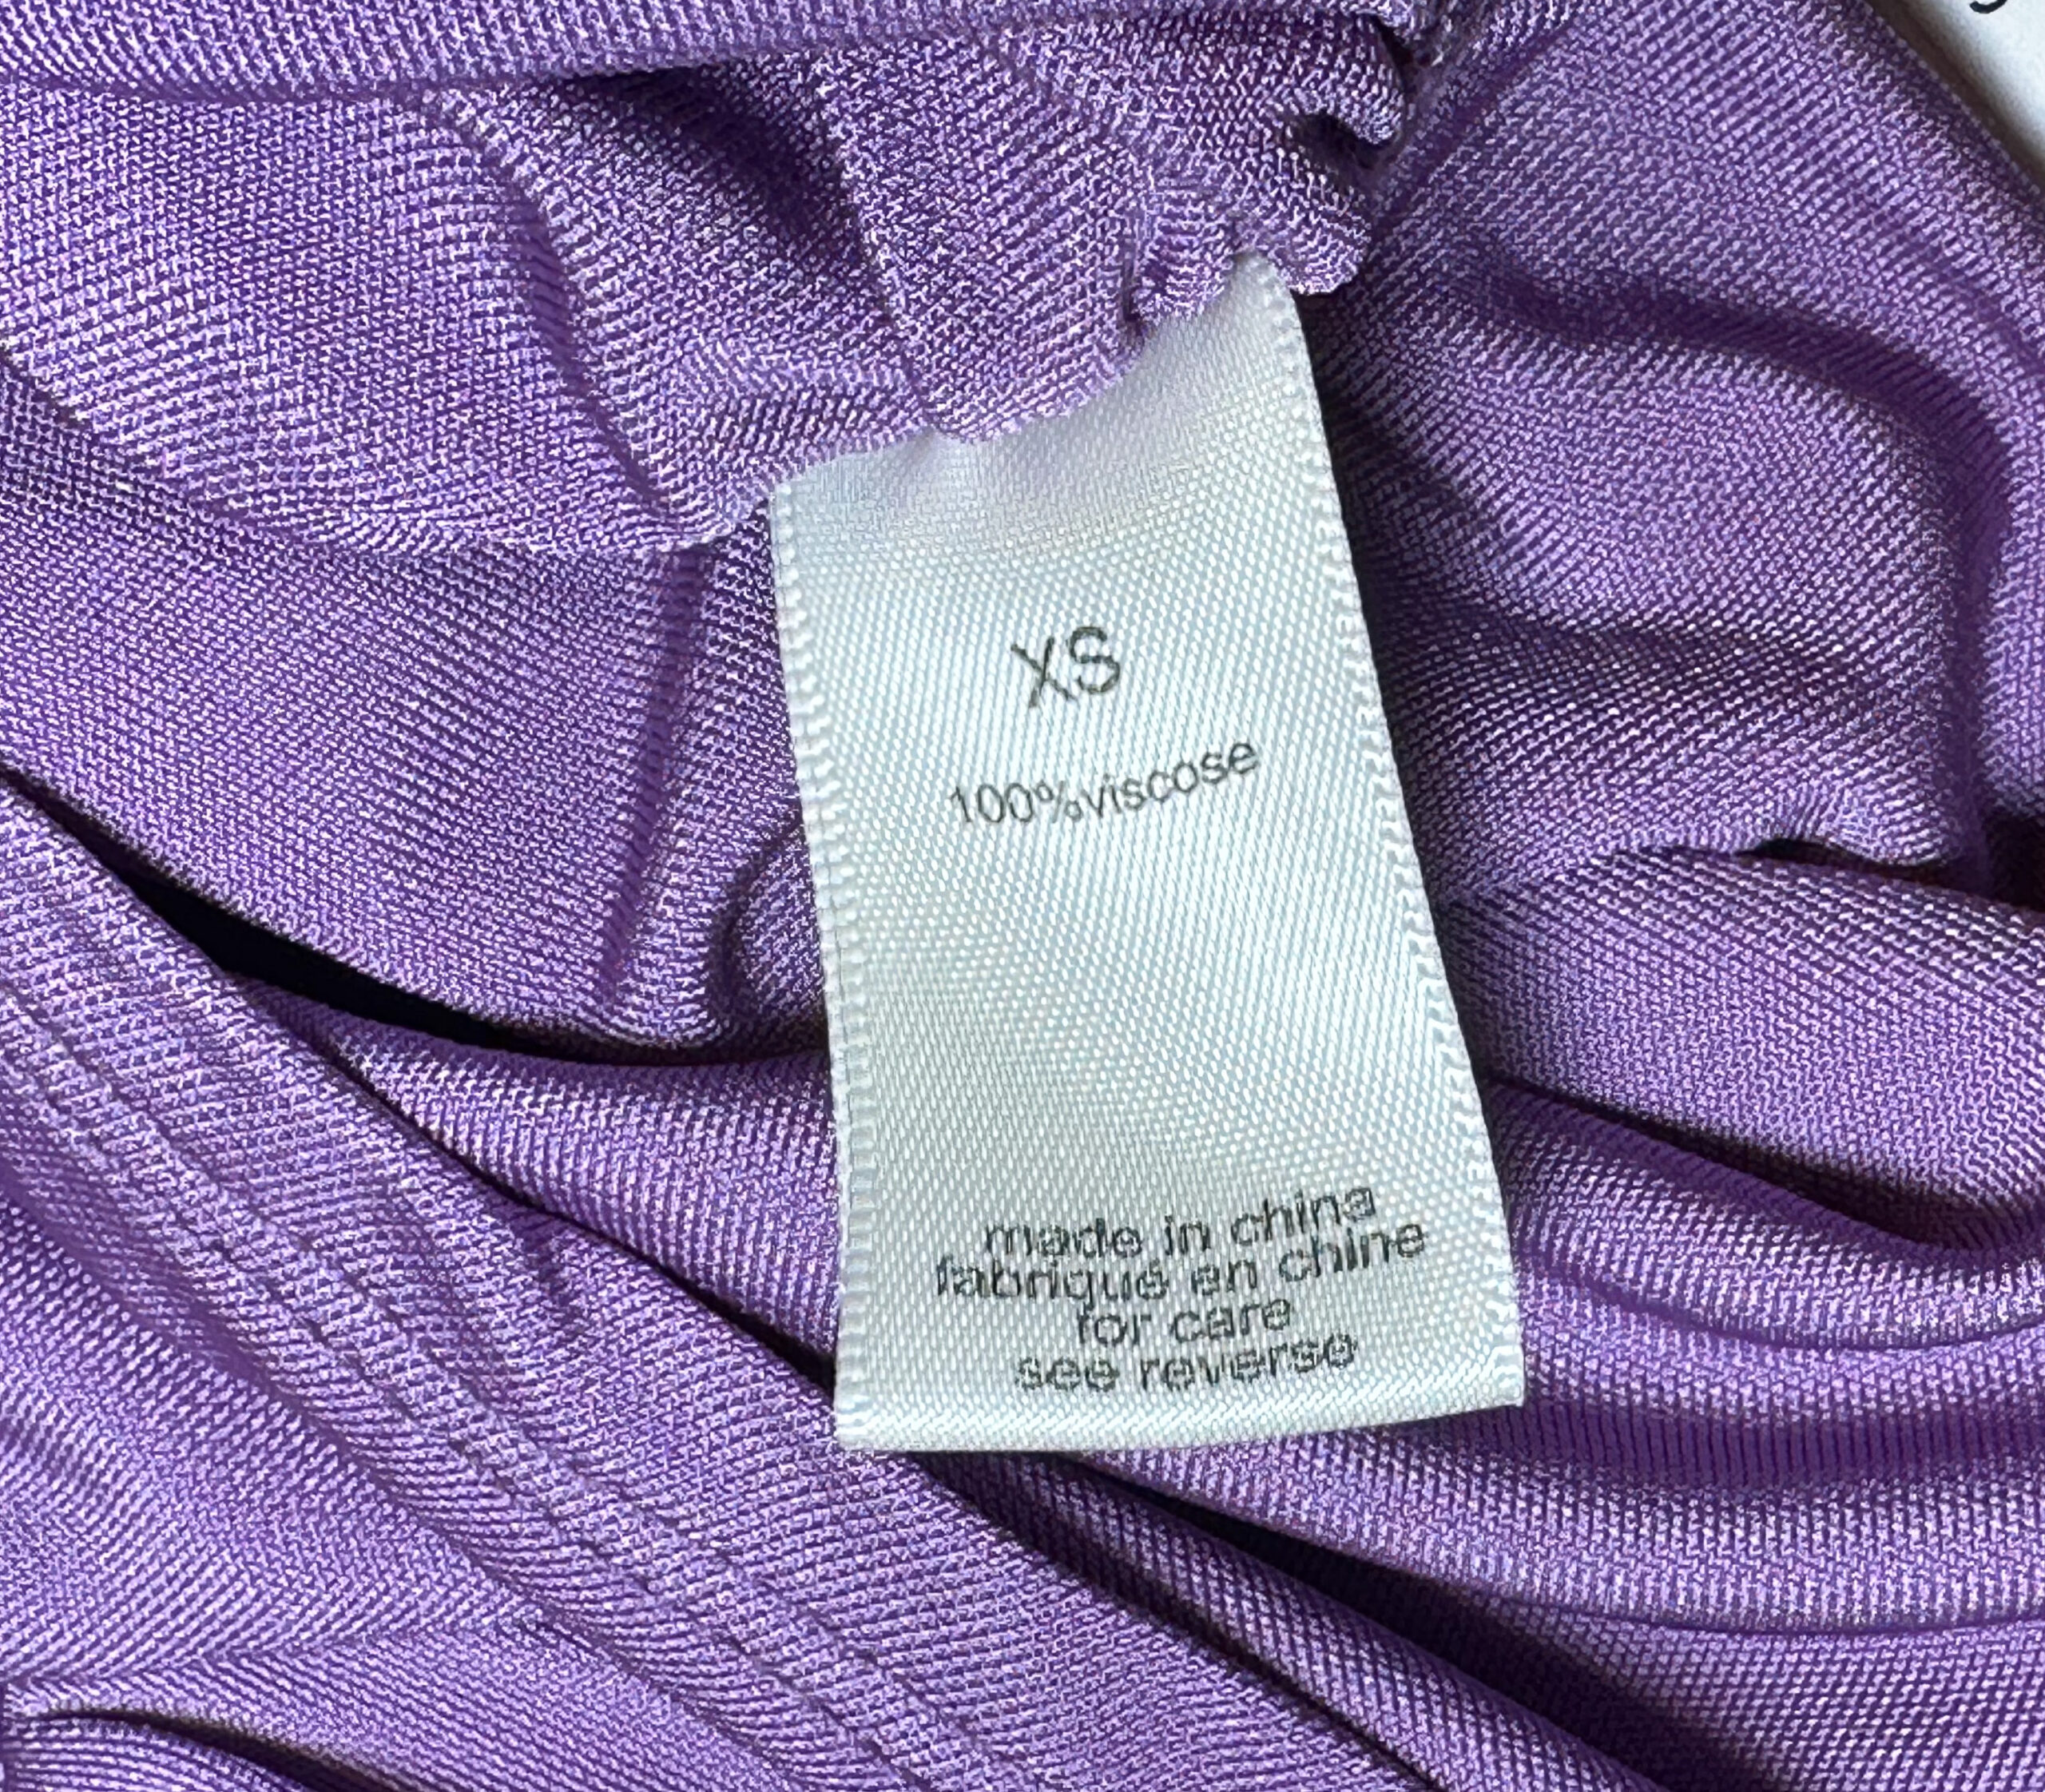 XS
100%viscose
made in china
fabriqué en chine
for care
see reverse